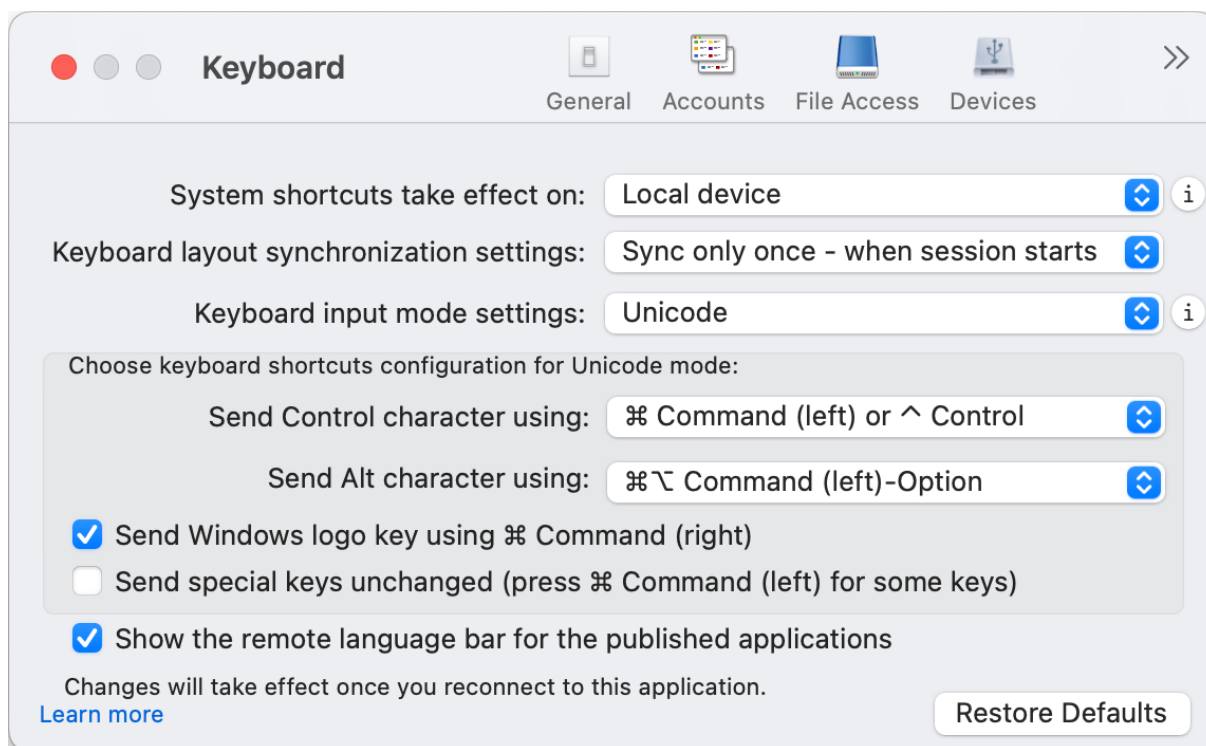 Keyboard
General Accounts File Access Devices
System shortcuts take effect on: Local device i
Keyboard layout synchronization settings: Sync only once - when session starts
Keyboard input mode settings: Unicode i
Choose keyboard shortcuts configuration for Unicode mode:
Send Control character using: ⌘ Command (left) or ^ Control
Send Alt character using: ⌘⌥ Command (left)-Option
Send Windows logo key using ⌘ Command (right)
Send special keys unchanged (press ⌘ Command (left) for some keys)
Show the remote language bar for the published applications
Changes will take effect once you reconnect to this application.
Learn more
Restore Defaults